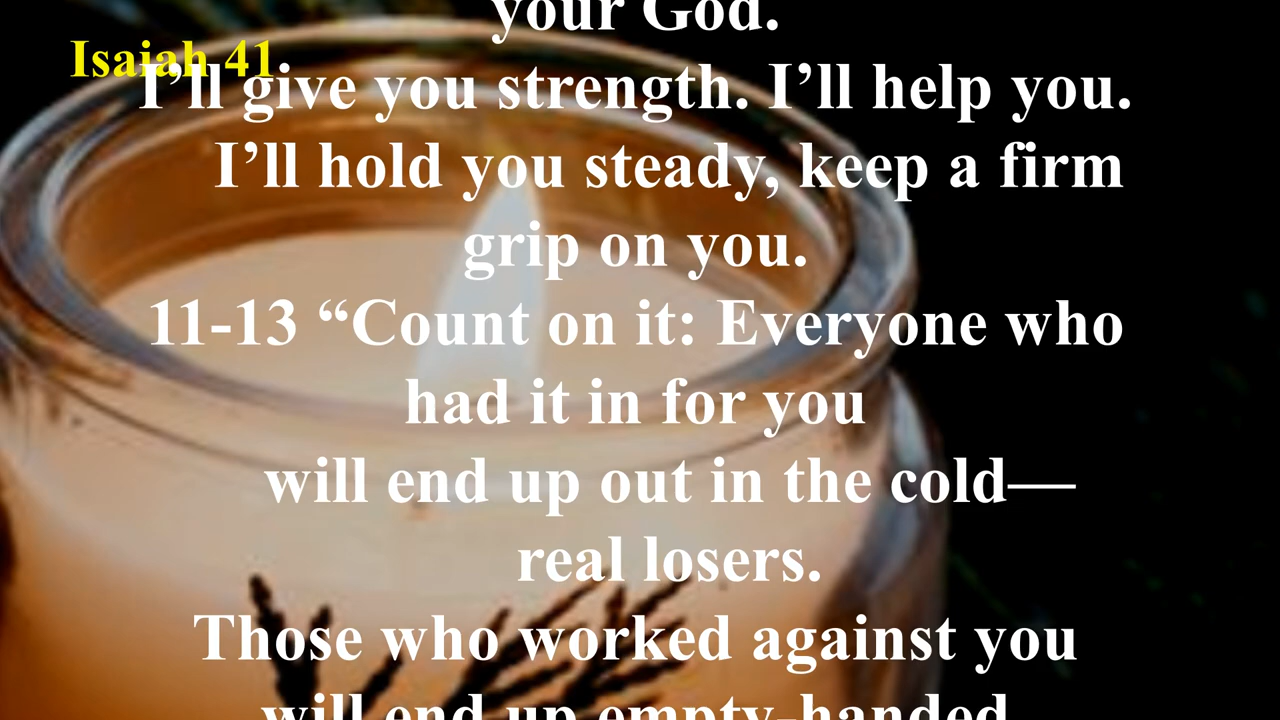 your God.
Isaiah 41
I’ll give you strength. I’ll help you.
I’ll hold you steady, keep a firm
grip on you.
11-13 “Count on it: Everyone who
had it in for you
will end up out in the cold—
real losers.
Those who worked against you
will end up empty-handed